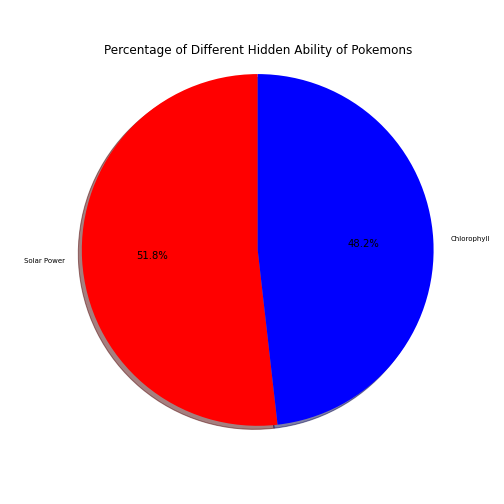 Percentage of Different Hidden Ability of Pokemons
Chlorophyll
48.2%
51.8%
Solar Power